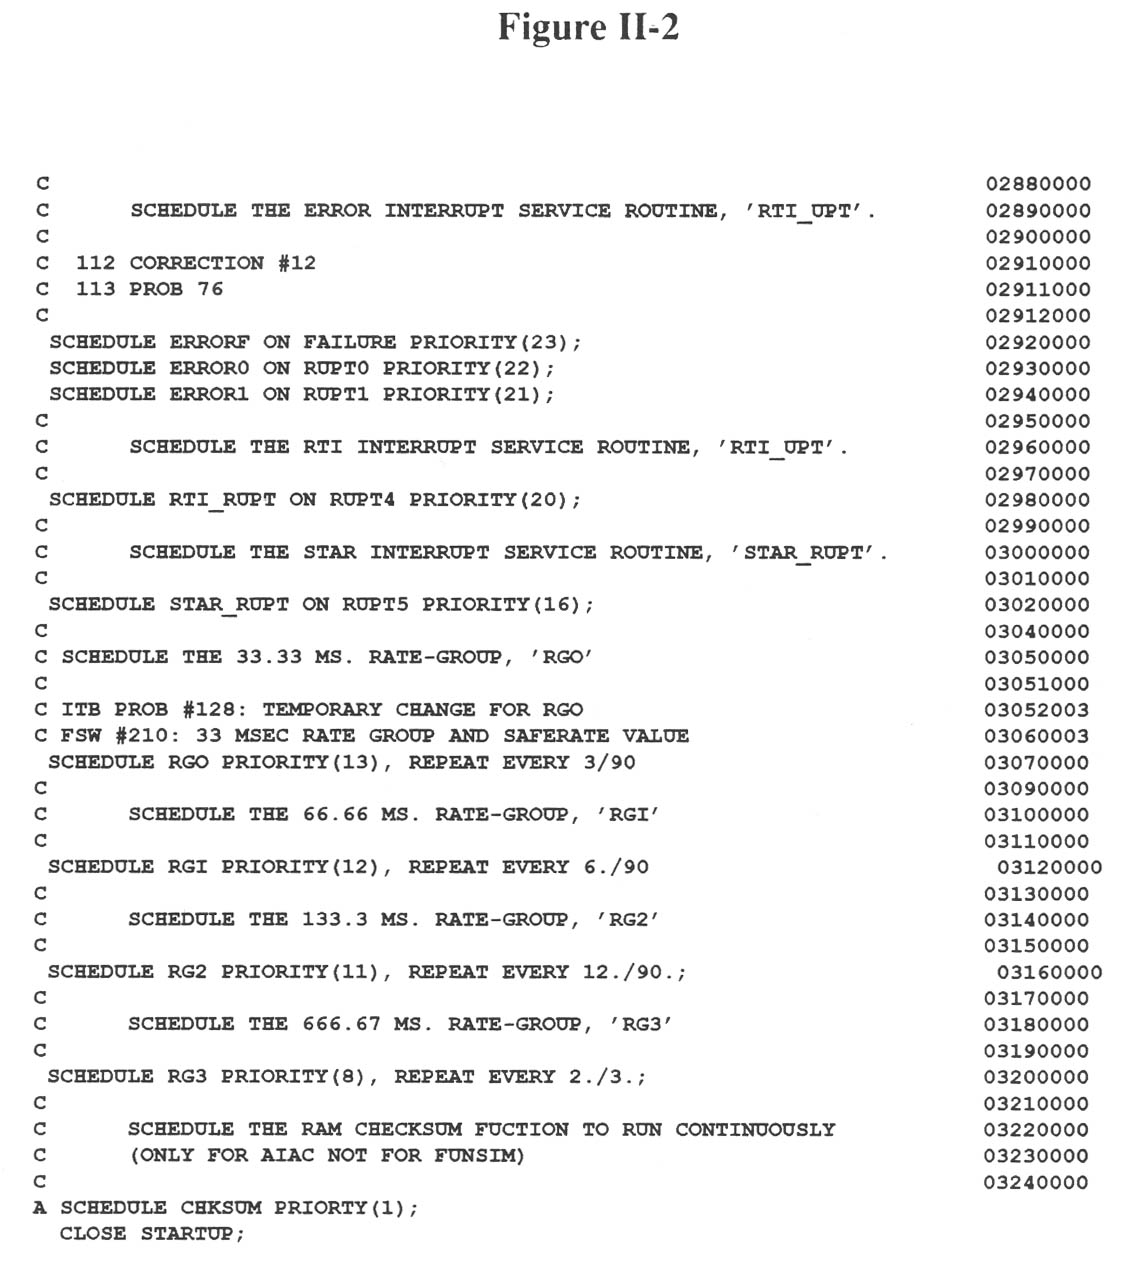 Figure II-2
C 02880000
C SCHEDULE THE ERROR INTERRUPT SERVICE ROUTINE, 'RTI_UPT'. 02890000
C 02900000
C 112 CORRECTION #12 02910000
C 113 PROB 76 02911000
C 02912000
SCHEDULE ERRORF ON FAILURE PRIORITY(23); 02920000
SCHEDULE ERROR0 ON RUPT0 PRIORITY(22); 02930000
SCHEDULE ERROR1 ON RUPT1 PRIORITY(21); 02940000
C 02950000
C SCHEDULE THE RTI INTERRUPT SERVICE ROUTINE, 'RTI_UPT'. 02960000
C 02970000
SCHEDULE RTI_RUPT ON RUPT4 PRIORITY(20); 02980000
C 02990000
C SCHEDULE THE STAR INTERRUPT SERVICE ROUTINE, 'STAR_RUPT'. 03000000
C 03010000
SCHEDULE STAR_RUPT ON RUPT5 PRIORITY(16); 03020000
C 03040000
C SCHEDULE THE 33.33 MS. RATE-GROUP, 'RGO' 03050000
C 03051000
C ITB PROB #128: TEMPORARY CHANGE FOR RGO 03052003
C FSW #210: 33 MSEC RATE GROUP AND SAFERATE VALUE 03060003
SCHEDULE RGO PRIORITY(13), REPEAT EVERY 3/90 03070000
C 03090000
C SCHEDULE THE 66.66 MS. RATE-GROUP, 'RGI' 03100000
C 03110000
SCHEDULE RGI PRIORITY(12), REPEAT EVERY 6./90 03120000
C 03130000
C SCHEDULE THE 133.3 MS. RATE-GROUP, 'RG2' 03140000
C 03150000
SCHEDULE RG2 PRIORITY(11), REPEAT EVERY 12./90.; 03160000
C 03170000
C SCHEDULE THE 666.67 MS. RATE-GROUP, 'RG3' 03180000
C 03190000
SCHEDULE RG3 PRIORITY(8), REPEAT EVERY 2./3.; 03200000
C 03210000
C SCHEDULE THE RAM CHECKSUM FUCTION TO RUN CONTINUOUSLY 03220000
C (ONLY FOR AIAC NOT FOR FUNSIM) 03230000
C 03240000
A SCHEDULE CHKSUM PRIORTY(1);
CLOSE STARTUP;